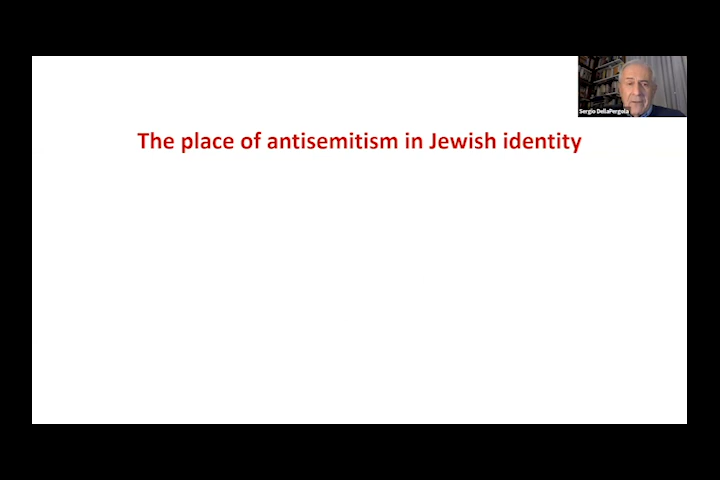 Sergio DellaPergola
The place of antisemitism in Jewish identity